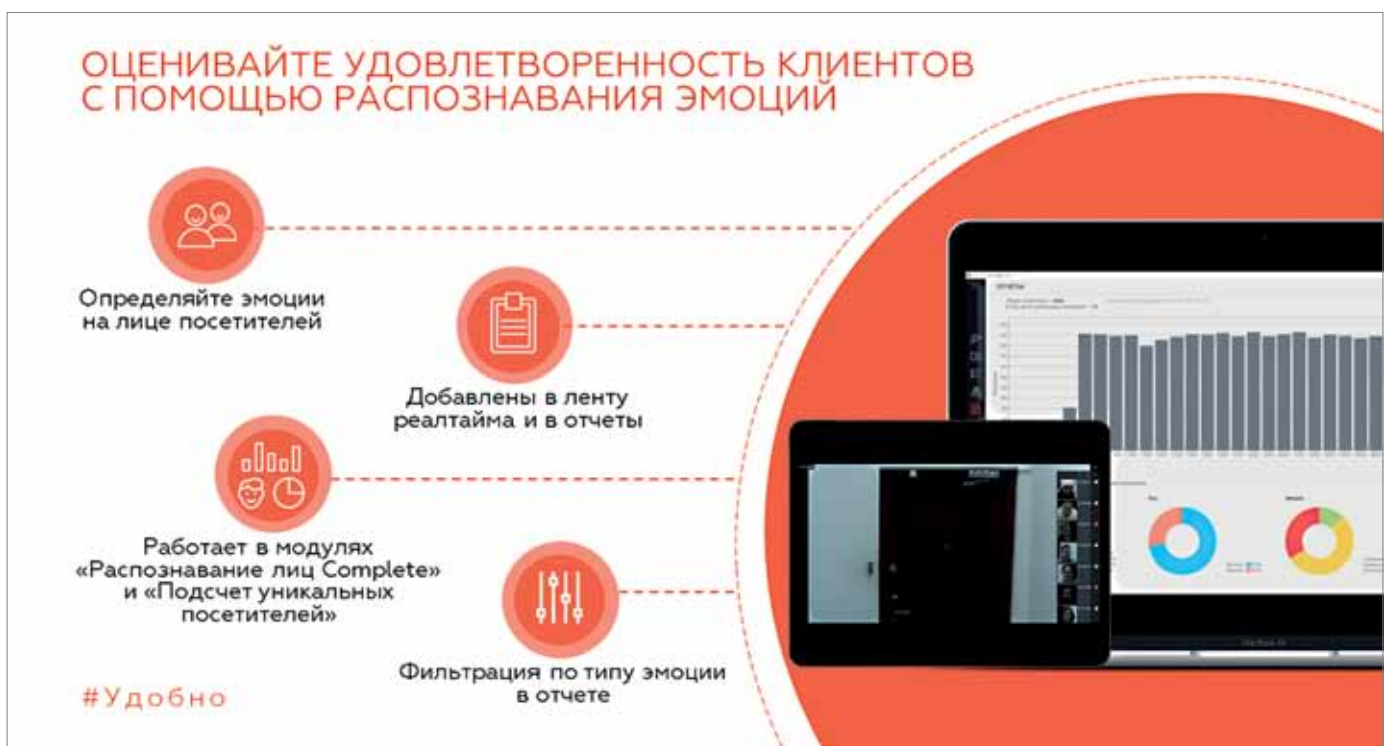 ОЦЕНИВАЙТЕ УДОВЛЕТВОРЕННОСТЬ КЛИЕНТОВ
С ПОМОЩЬЮ РАСПОЗНАВАНИЯ ЭМОЦИЙ
Определяйте эмоции
на лице посетителей
Добавлены в ленту
реалтайма и в отчеты
Работает в модулях
«Распознавание лиц Complete»
и «Подсчет уникальных
посетителей»
Фильтрация по типу эмоции
в отчете
#Удобно